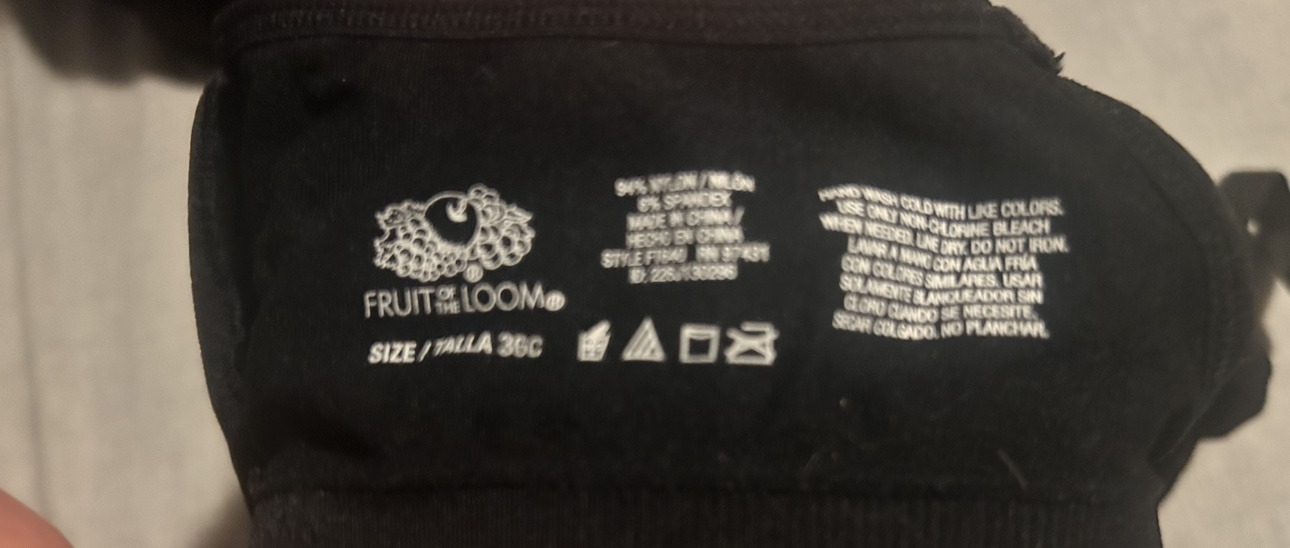 FRUIT OF THE LOOM®
SIZE / TALLA 36C
94% NYLON / NILÓN
6% SPANDEX
MADE IN CHINA /
HECHO EN CHINA
STYLE RN
HAND WASH COLD WITH LIKE COLORS.
USE ONLY NON-CHLORINE BLEACH
WHEN NEEDED. LINE DRY. DO NOT IRON.
LAVAR A MANO CON AGUA FRÍA
CON COLORES SIMILARES. USAR
SOLAMENTE BLANQUEADOR SIN
CLORO CUANDO SE NECESITE.
SECAR COLGADO. NO PLANCHAR.